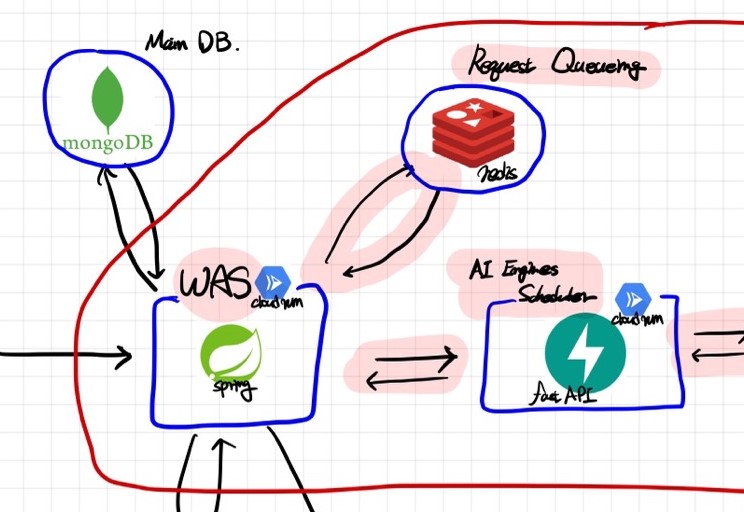 Main DB.
mongoDB
Request Queueing
redis
WAS
cloud run
spring
AI Engines
Scheduler
cloud run
fast API